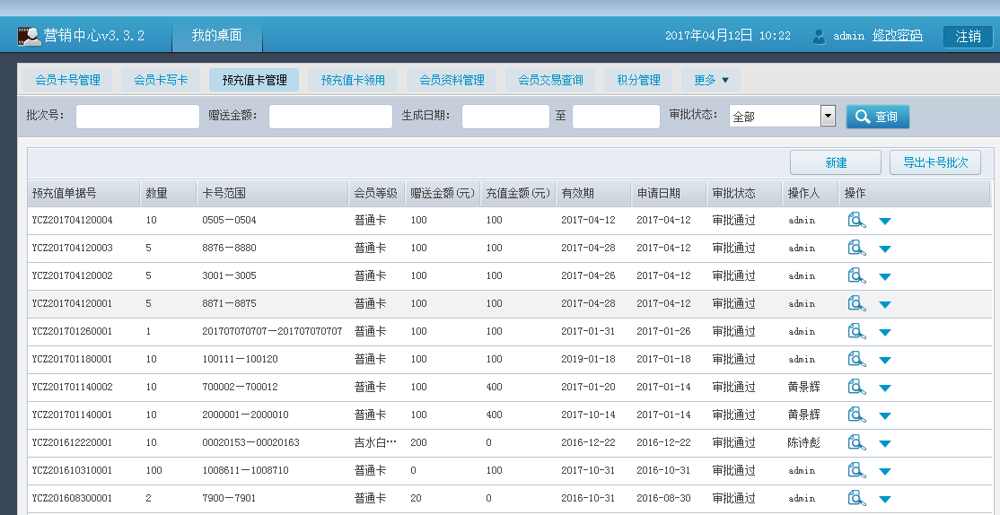 营销中心v3.3.2 我的桌面 2017年04月12日 10:22 admin 修改密码 注销
会员卡号管理 会员卡写卡 预充值卡管理 预充值卡领用 会员资料管理 会员交易查询 积分管理 更多
批次号: 赠送金额: 生成日期: 至 审批状态: 全部 查询
新建 导出卡号批次
预充值单据号 数量 卡号范围 会员等级 赠送金额(元) 充值金额(元) 有效期 申请日期 审批状态 操作人 操作
YCZ201704120004 10 0505—0504 普通卡 100 100 2017-04-12 2017-04-12 审批通过 admin
YCZ201704120003 5 8876—8880 普通卡 100 100 2017-04-28 2017-04-12 审批通过 admin
YCZ201704120002 5 3001—3005 普通卡 100 100 2017-04-26 2017-04-12 审批通过 admin
YCZ201704120001 5 8871—8875 普通卡 100 100 2017-04-28 2017-04-12 审批通过 admin
YCZ201701260001 1 201707070707—201707070707 普通卡 100 100 2017-01-31 2017-01-26 审批通过 admin
YCZ201701180001 10 100111—100120 普通卡 100 100 2019-01-18 2017-01-18 审批通过 admin
YCZ201701140002 10 700002—700012 普通卡 100 400 2017-01-20 2017-01-14 审批通过 黄景辉
YCZ201701140001 10 2000001—2000010 普通卡 100 400 2017-10-14 2017-01-14 审批通过 黄景辉
YCZ201612220001 10 00020153—00020163 吉水白… 200 0 2016-12-22 2016-12-22 审批通过 陈诗彪
YCZ201610310001 100 1008611—1008710 普通卡 0 100 2017-10-31 2016-10-31 审批通过 admin
YCZ201608300001 2 7900—7901 普通卡 20 0 2016-10-31 2016-08-30 审批通过 admin